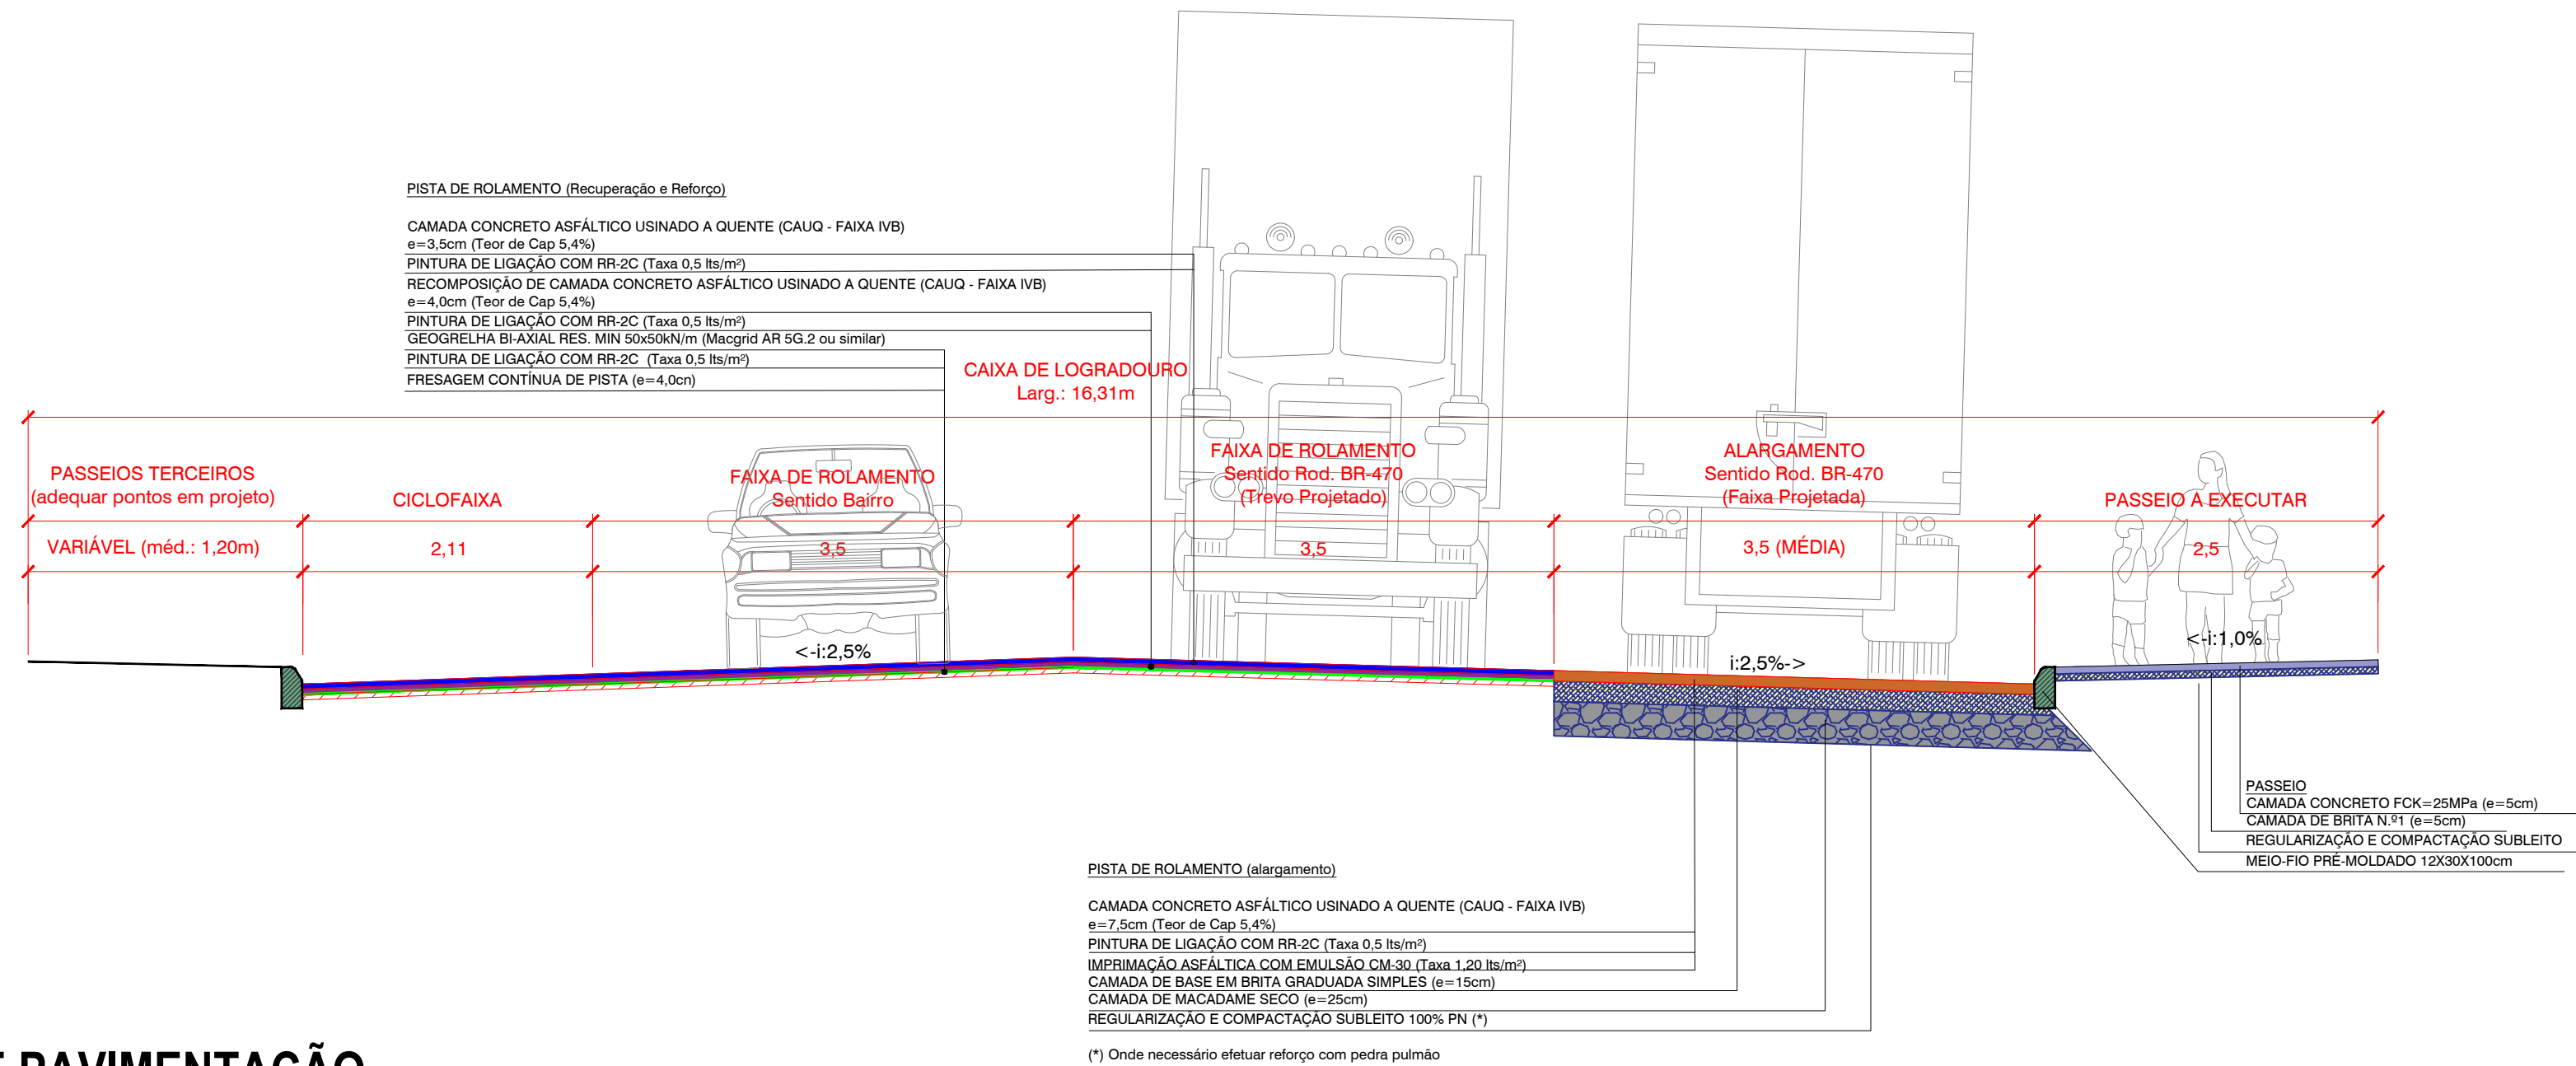 PISTA DE ROLAMENTO (Recuperação e Reforço)
CAMADA CONCRETO ASFÁLTICO USINADO A QUENTE (CAUQ - FAIXA IVB)
e=3,5cm (Teor de Cap 5,4%)
PINTURA DE LIGAÇÃO COM RR-2C (Taxa 0,5 lts/m²)
RECOMPOSIÇÃO DE CAMADA CONCRETO ASFÁLTICO USINADO A QUENTE (CAUQ - FAIXA IVB)
e=4,0cm (Teor de Cap 5,4%)
PINTURA DE LIGAÇÃO COM RR-2C (Taxa 0,5 lts/m²)
GEOGRELHA BI-AXIAL RES. MIN 50x50kN/m (Macgrid AR 5G.2 ou similar)
PINTURA DE LIGAÇÃO COM RR-2C (Taxa 0,5 lts/m²)
FRESAGEM CONTÍNUA DE PISTA (e=4,0cn)
CAIXA DE LOGRADOURO
Larg.: 16,31m
PASSEIOS TERCEIROS
(adequar pontos em projeto)
VARIÁVEL (méd.: 1,20m)
CICLOFAIXA
2,11
FAIXA DE ROLAMENTO
Sentido Bairro
3,5
FAIXA DE ROLAMENTO
Sentido Rod. BR-470
(Trevo Projetado)
3,5
ALARGAMENTO
Sentido Rod. BR-470
(Faixa Projetada)
3,5 (MÉDIA)
PASSEIO A EXECUTAR
2,5
<-i:2,5%
i:2,5%->
<-i:1,0%
PASSEIO
CAMADA CONCRETO FCK=25MPa (e=5cm)
CAMADA DE BRITA N.º1 (e=5cm)
REGULARIZAÇÃO E COMPACTAÇÃO SUBLEITO
MEIO-FIO PRÉ-MOLDADO 12X30X100cm
PISTA DE ROLAMENTO (alargamento)
CAMADA CONCRETO ASFÁLTICO USINADO A QUENTE (CAUQ - FAIXA IVB)
e=7,5cm (Teor de Cap 5,4%)
PINTURA DE LIGAÇÃO COM RR-2C (Taxa 0,5 lts/m²)
IMPRIMAÇÃO ASFÁLTICA COM EMULSÃO CM-30 (Taxa 1,20 lts/m²)
CAMADA DE BASE EM BRITA GRADUADA SIMPLES (e=15cm)
CAMADA DE MACADAME SECO (e=25cm)
REGULARIZAÇÃO E COMPACTAÇÃO SUBLEITO 100% PN (*)
(*) Onde necessário efetuar reforço com pedra pulmão
PAVIMENTAÇÃO